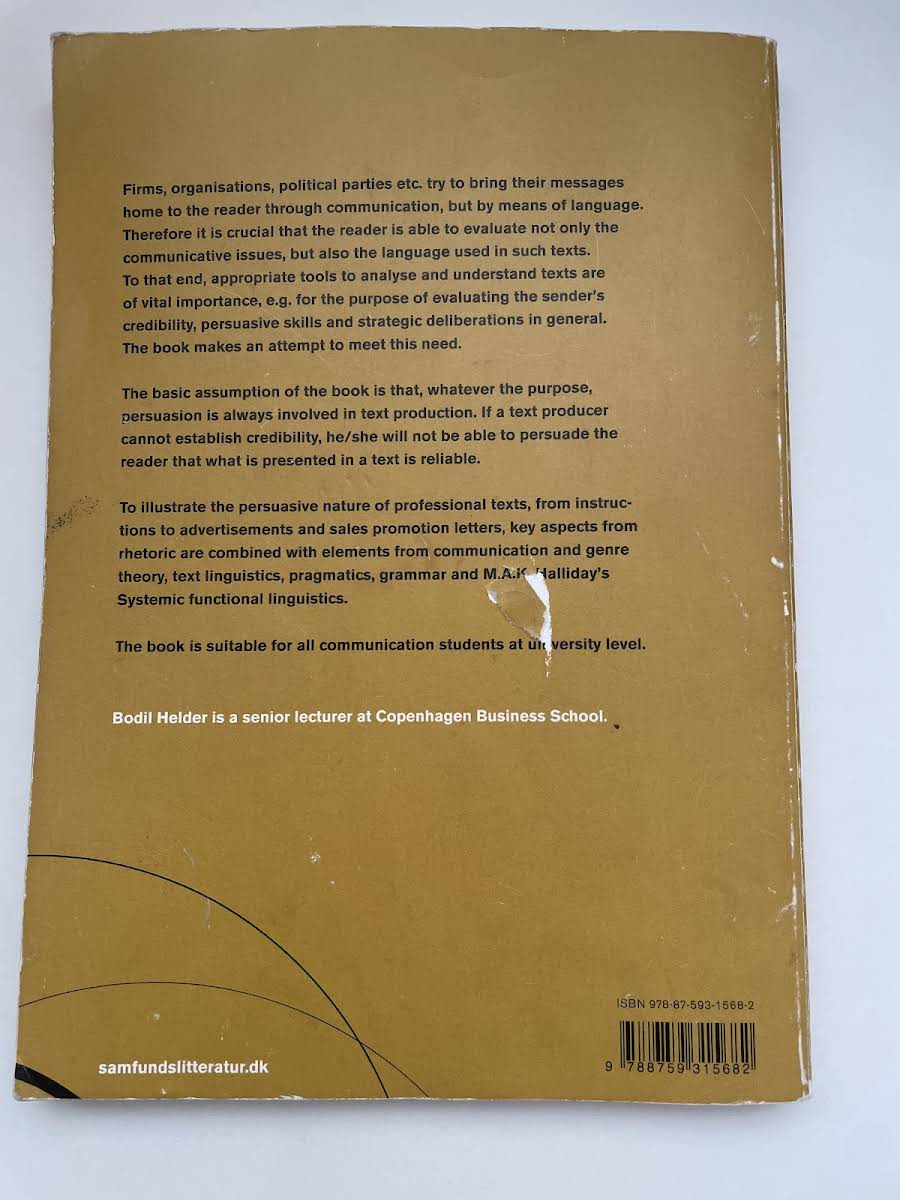 Firms, organisations, political parties etc. try to bring their messages
home to the reader through communication, but by means of language.
Therefore it is crucial that the reader is able to evaluate not only the
communicative issues, but also the language used in such texts.
To that end, appropriate tools to analyse and understand texts are
of vital importance, e.g. for the purpose of evaluating the sender's
credibility, persuasive skills and strategic deliberations in general.
The book makes an attempt to meet this need.
The basic assumption of the book is that, whatever the purpose,
persuasion is always involved in text production. If a text producer
cannot establish credibility, he/she will not be able to persuade the
reader that what is presented in a text is reliable.
To illustrate the persuasive nature of professional texts, from instruc-
tions to advertisements and sales promotion letters, key aspects from
rhetoric are combined with elements from communication and genre
theory, text linguistics, pragmatics, grammar and M.A.K. Halliday's
Systemic functional linguistics.
The book is suitable for all communication students at university level.
Bodil Helder is a senior lecturer at Copenhagen Business School.
ISBN 978-87-593-1568-2
9 788759 315682
samfundslitteratur.dk